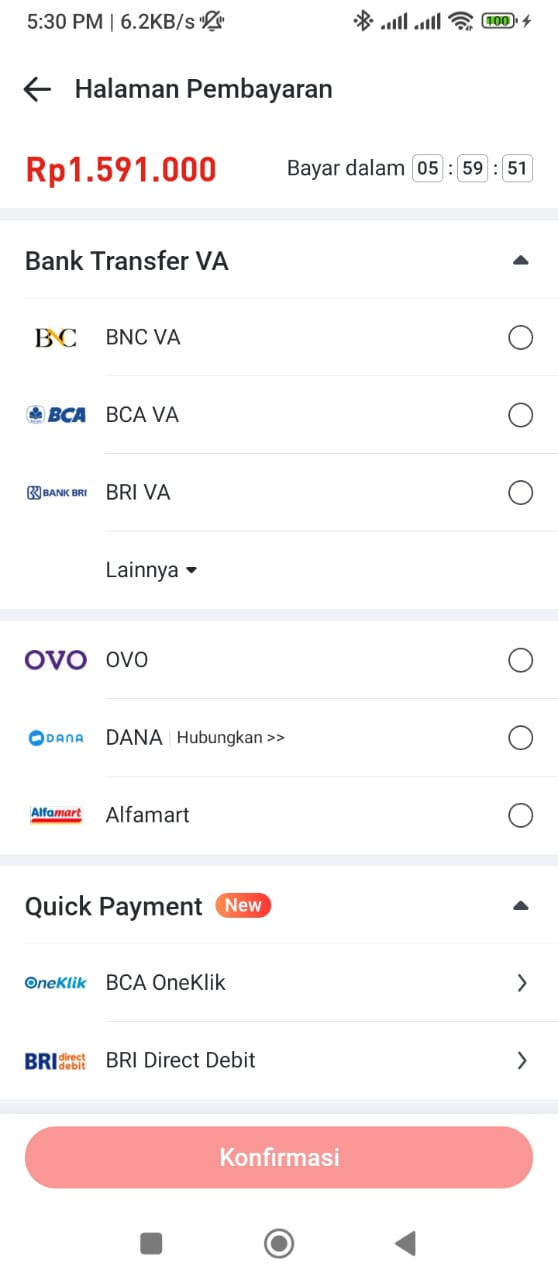 5:30 PM | 6.2KB/s
100
Halaman Pembayaran
Rp1.591.000 Bayar dalam 05 : 59 : 51
Bank Transfer VA
BNC BNC VA
BCA BCA VA
BANK BRI BRI VA
Lainnya
OVO OVO
DANA DANA | Hubungkan >>
Alfamart Alfamart
Quick Payment New
OneKlik BCA OneKlik
BRI direct debit BRI Direct Debit
Konfirmasi